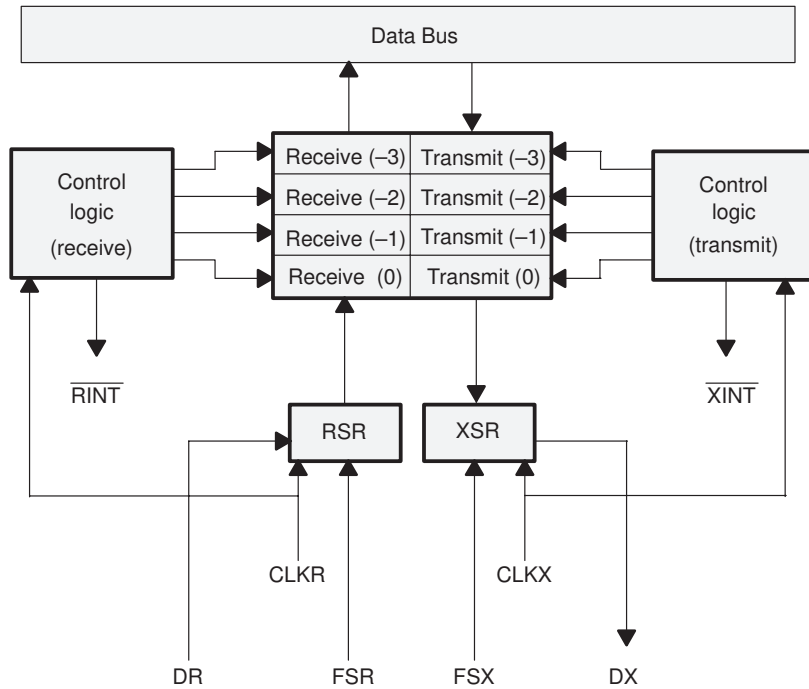 Data Bus
Receive (–3) Transmit (–3)
Receive (–2) Transmit (–2)
Receive (–1) Transmit (–1)
Receive (0) Transmit (0)
Control
logic
(receive)
Control
logic
(transmit)
RINT
XINT
RSR
XSR
CLKR
CLKX
DR
FSR
FSX
DX